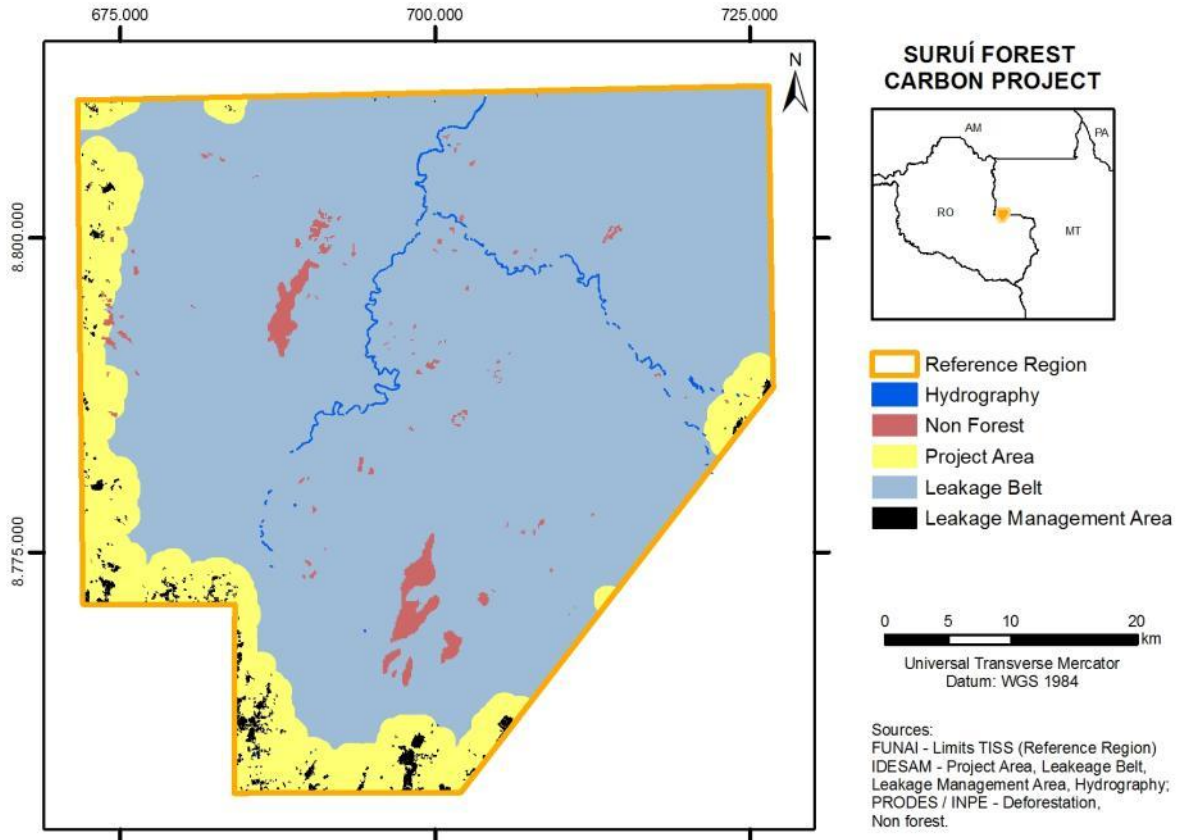 675.000
700.000
725.000
N
8.800.000
8.775.000
SURUÍ FOREST
CARBON PROJECT
AM
PA
RO
MT
Reference Region
Hydrography
Non Forest
Project Area
Leakage Belt
Leakage Management Area
0 5 10 20
km
Universal Transverse Mercator
Datum: WGS 1984
Sources:
FUNAI - Limits TISS (Reference Region)
IDESAM - Project Area, Leakeage Belt,
Leakage Management Area, Hydrography;
PRODES / INPE - Deforestation,
Non forest.